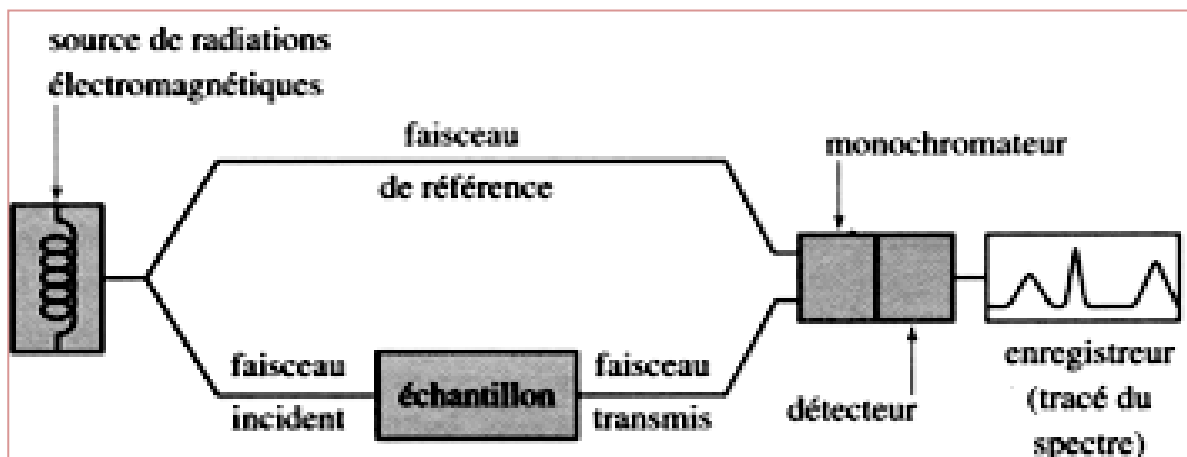 source de radiations
électromagnétiques
faisceau
de référence
monochromateur
faisceau
incident
échantillon
faisceau
transmis
détecteur
enregistreur
(tracé du
spectre)